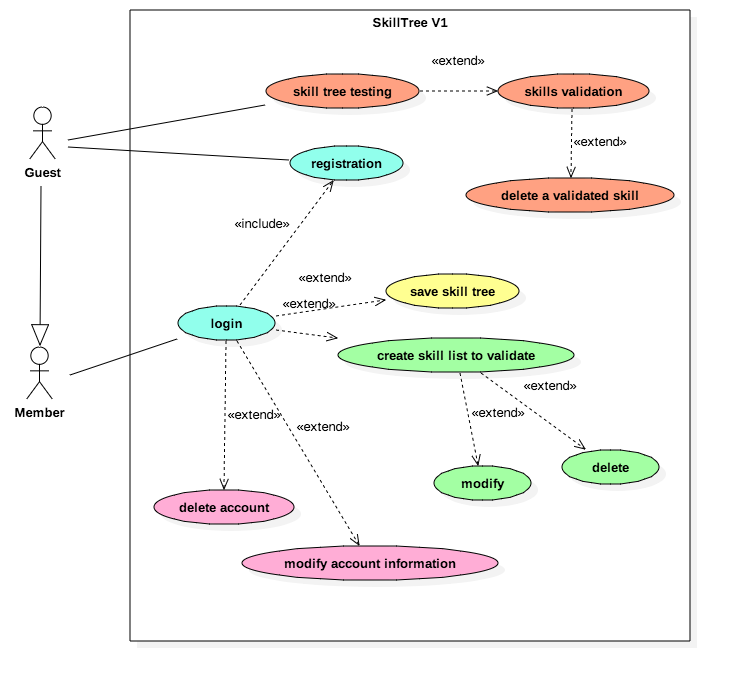 SkillTree V1
«extend»
skill tree testing
skills validation
«extend»
Guest
registration
delete a validated skill
«include»
«extend»
save skill tree
«extend»
login
create skill list to validate
Member
«extend»
«extend»
«extend»
«extend»
delete
modify
delete account
modify account information